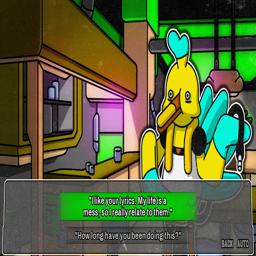 "I like your lyrics. My life is a
mess, so I really relate to them."
"How long have you been doing this?"
BACK AUTO